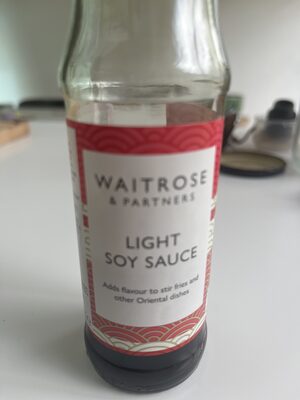 WAITROSE
& PARTNERS
LIGHT
SOY SAUCE
Adds flavour to stir fries and
other Oriental dishes